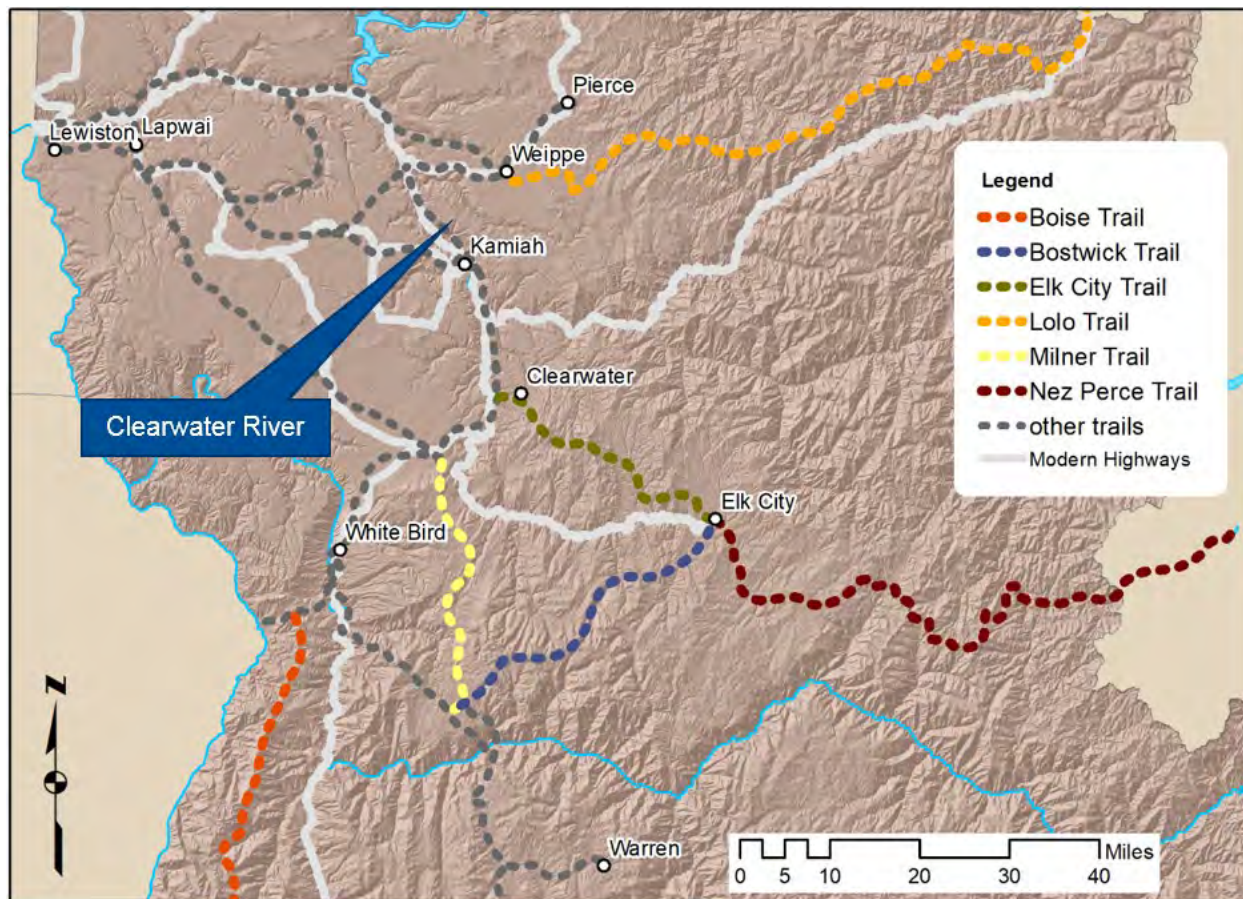 Pierce
Lewiston
Lapwai
Weippe
Kamiah
Clearwater
Clearwater River
Elk City
White Bird
Warren
Legend
Boise Trail
Bostwick Trail
Elk City Trail
Lolo Trail
Milner Trail
Nez Perce Trail
other trails
Modern Highways
N
Miles
0 5 10 20 30 40